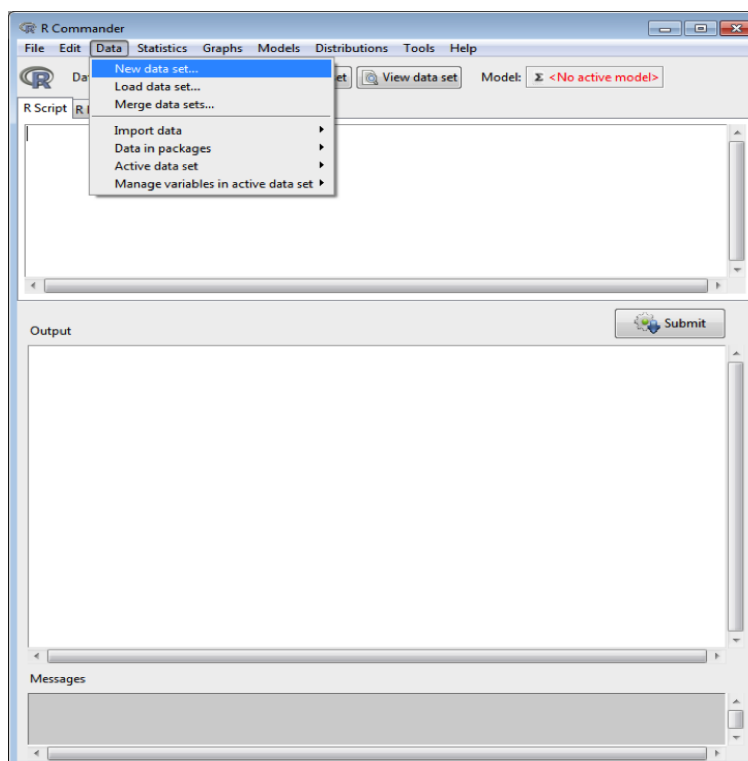 R Commander
File Edit Data Statistics Graphs Models Distributions Tools Help
R Da et View data set Model: Σ <No active model>
New data set...
Load data set...
Merge data sets...
R Script R
Import data
Data in packages
Active data set
Manage variables in active data set
Output Submit
Messages